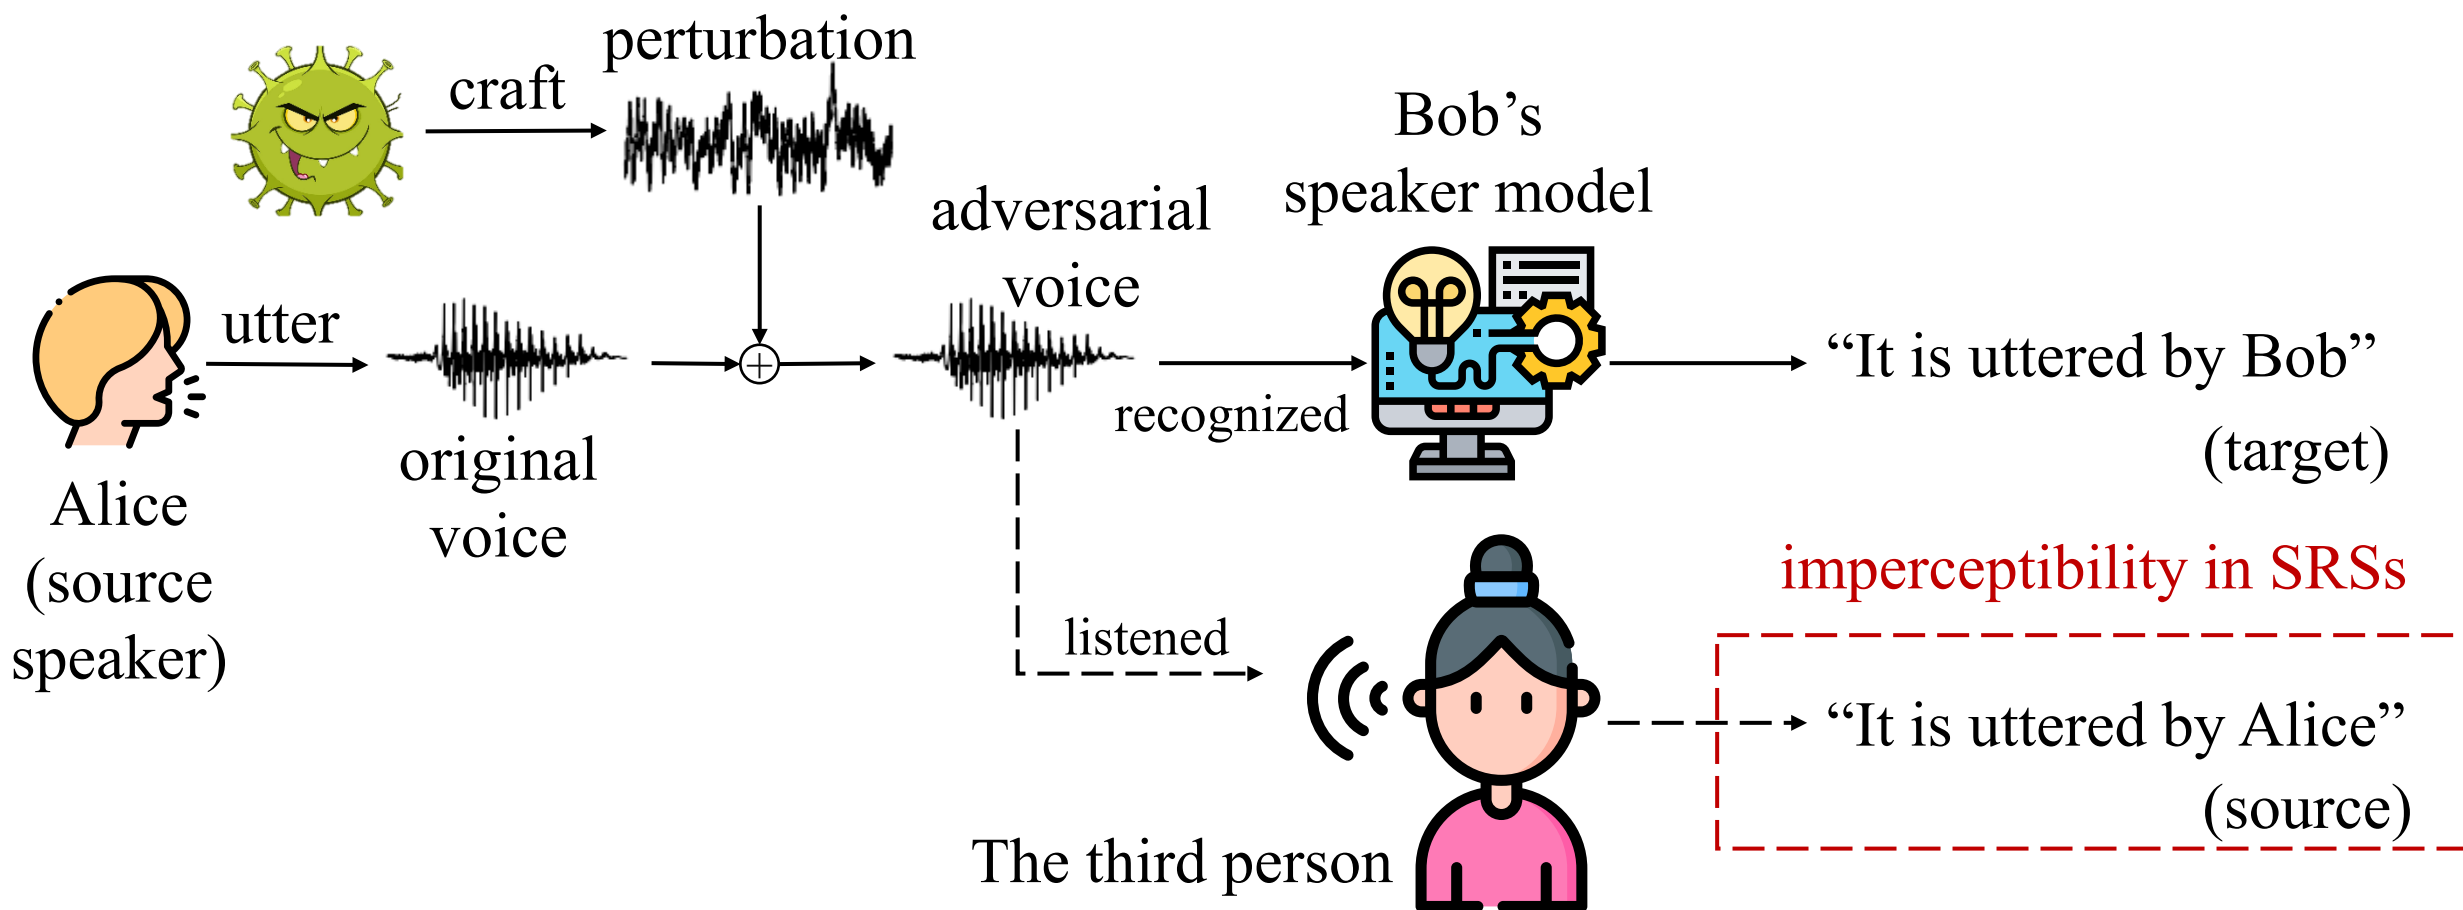 perturbation
craft
Bob’s
speaker model
adversarial
voice
utter
“It is uttered by Bob”
(target)
recognized
original
voice
Alice
(source
speaker)
imperceptibility in SRSs
listened
“It is uttered by Alice”
(source)
The third person